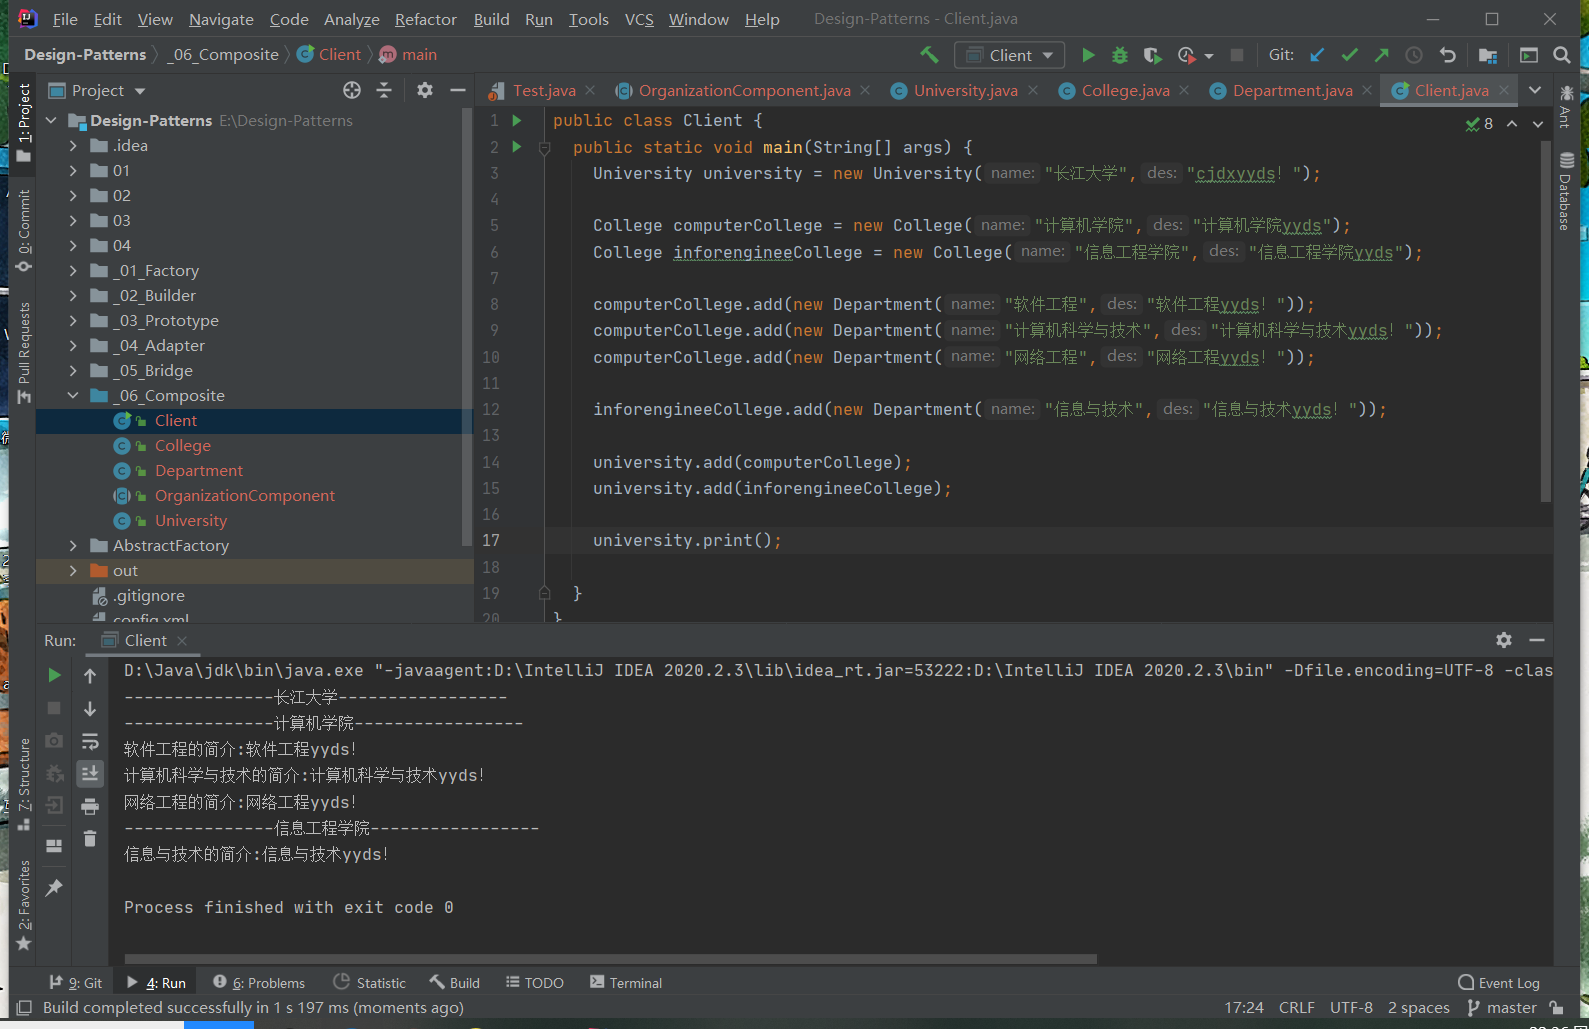 File Edit View Navigate Code Analyze Refactor Build Run Tools VCS Window Help Design-Patterns - Client.java
Design-Patterns _06_Composite Client main Client Git:
Project Test.java OrganizationComponent.java University.java College.java Department.java Client.java
1: Project
0: Commit
Pull Requests
7: Structure
2: Favorites
Ant
Database
Design-Patterns E:\Design-Patterns
.idea
01
02
03
04
_01_Factory
_02_Builder
_03_Prototype
_04_Adapter
_05_Bridge
_06_Composite
Client
College
Department
OrganizationComponent
University
AbstractFactory
out
.gitignore
config.xml
8
1 public class Client {
2 public static void main(String[] args) {
3 University university = new University( name: "长江大学", des: "cjdxyyds！");
4
5 College computerCollege = new College( name: "计算机学院", des: "计算机学院yyds");
6 College inforengineeCollege = new College( name: "信息工程学院", des: "信息工程学院yyds");
7
8 computerCollege.add(new Department( name: "软件工程", des: "软件工程yyds！"));
9 computerCollege.add(new Department( name: "计算机科学与技术", des: "计算机科学与技术yyds！"));
10 computerCollege.add(new Department( name: "网络工程", des: "网络工程yyds！"));
11
12 inforengineeCollege.add(new Department( name: "信息与技术", des: "信息与技术yyds！"));
13
14 university.add(computerCollege);
15 university.add(inforengineeCollege);
16
17 university.print();
18
19 }
20 }
Run: Client
D:\Java\jdk\bin\java.exe "-javaagent:D:\IntelliJ IDEA 2020.2.3\lib\idea_rt.jar=53222:D:\IntelliJ IDEA 2020.2.3\bin" -Dfile.encoding=UTF-8 -clas
---------------长江大学-----------------
---------------计算机学院-----------------
软件工程的简介:软件工程yyds！
计算机科学与技术的简介:计算机科学与技术yyds！
网络工程的简介:网络工程yyds！
---------------信息工程学院-----------------
信息与技术的简介:信息与技术yyds！
Process finished with exit code 0
9: Git 4: Run 6: Problems Statistic Build TODO Terminal Event Log
Build completed successfully in 1 s 197 ms (moments ago) 17:24 CRLF UTF-8 2 spaces master